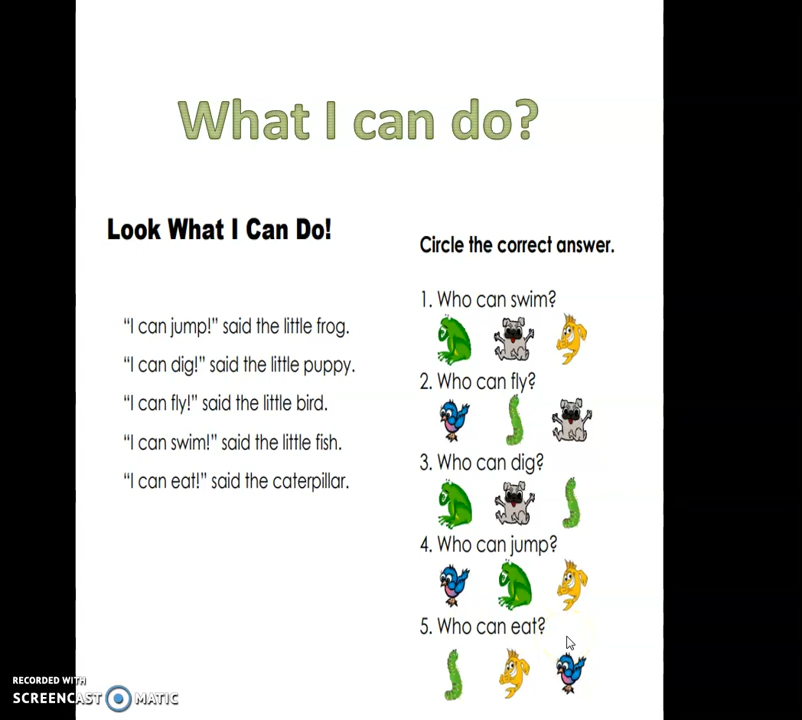 What I can do?
Look What I Can Do!
“I can jump!” said the little frog.
“I can dig!” said the little puppy.
“I can fly!” said the little bird.
“I can swim!” said the little fish.
“I can eat!” said the caterpillar.
Circle the correct answer.
1. Who can swim?
2. Who can fly?
3. Who can dig?
4. Who can jump?
5. Who can eat?
RECORDED WITH
SCREENCAST MATIC